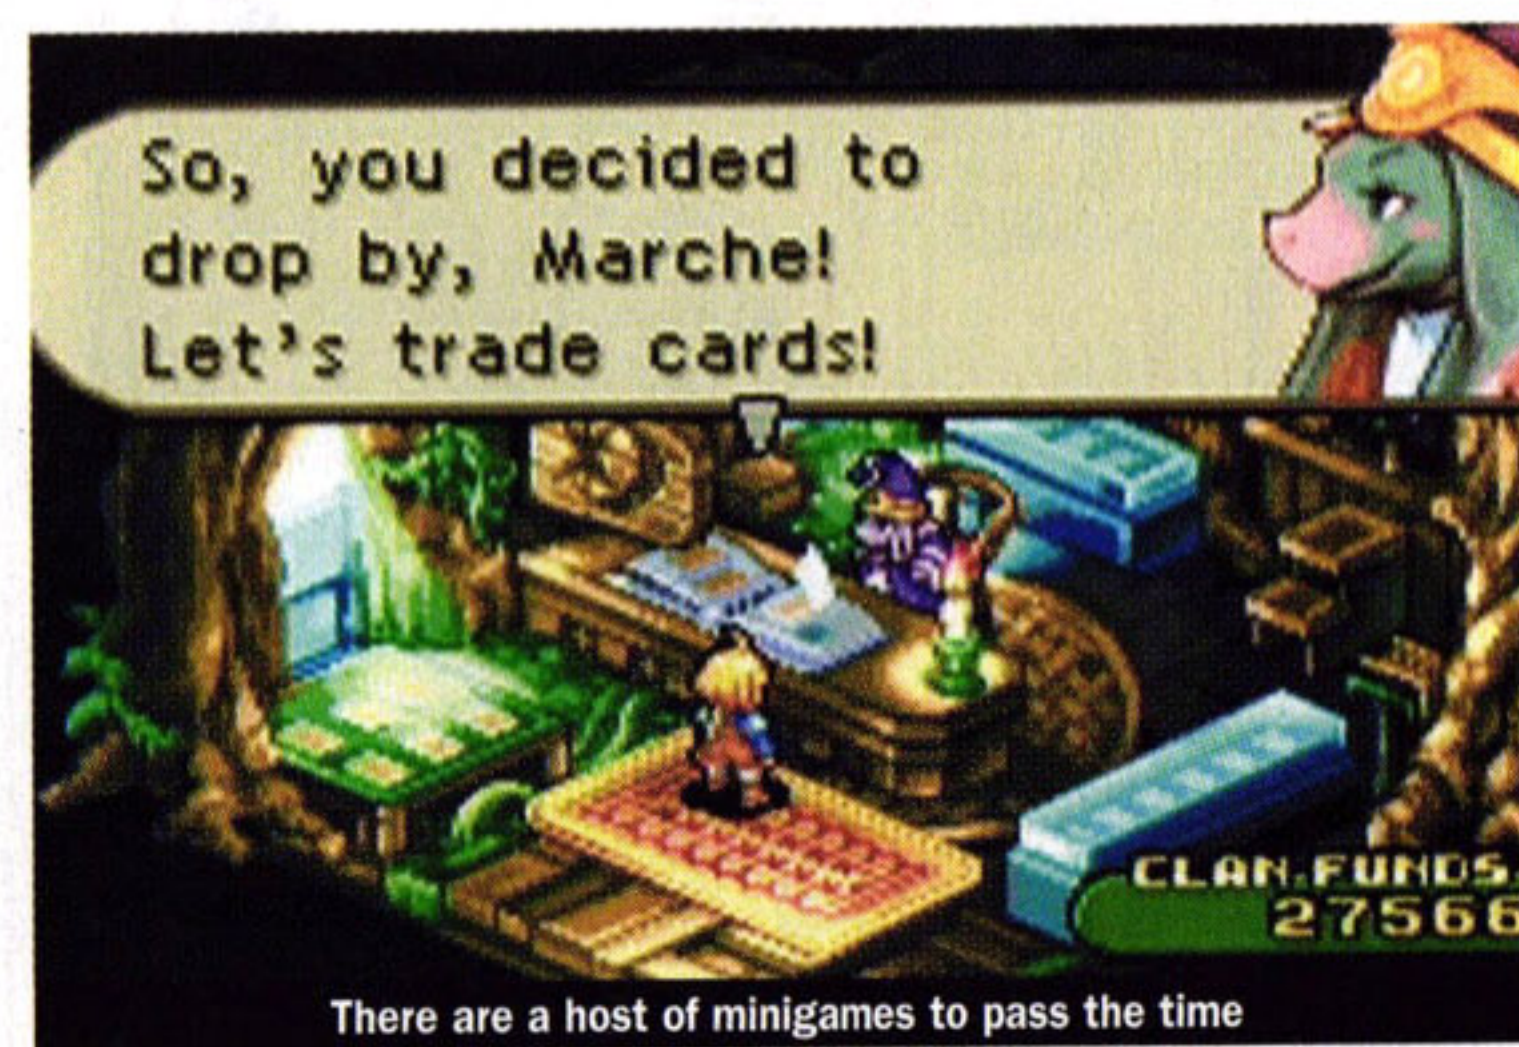 So, you decided to
drop by, Marche!
Let's trade cards!
CLAN.FUNDS.
27566
There are a host of minigames to pass the time